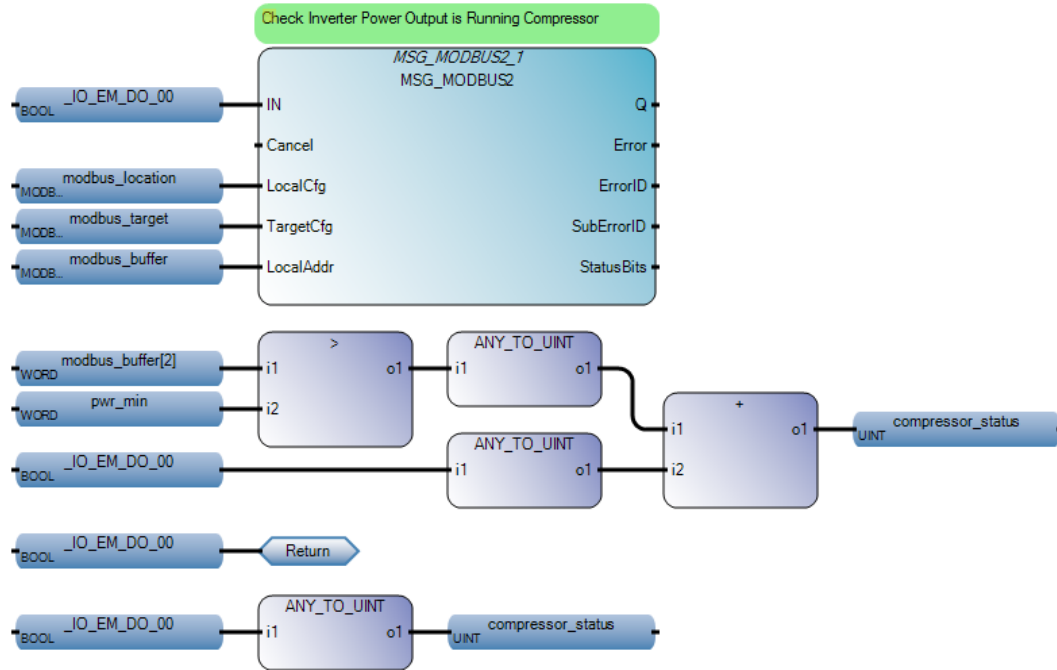 Check Inverter Power Output is Running Compressor
MSG_MODBUS2_1
MSG_MODBUS2
_IO_EM_DO_00
BOOL
IN
Q
Cancel
Error
modbus_location
MODB...
LocalCfg
ErrorID
modbus_target
MODB...
TargetCfg
SubErrorID
modbus_buffer
MODB...
LocalAddr
StatusBits
>
ANY_TO_UINT
modbus_buffer[2]
WORD
i1
o1
i1
o1
pwr_min
WORD
i2
+
i1
o1
compressor_status
UINT
_IO_EM_DO_00
BOOL
ANY_TO_UINT
i1
o1
i2
_IO_EM_DO_00
BOOL
Return
_IO_EM_DO_00
BOOL
ANY_TO_UINT
i1
o1
compressor_status
UINT